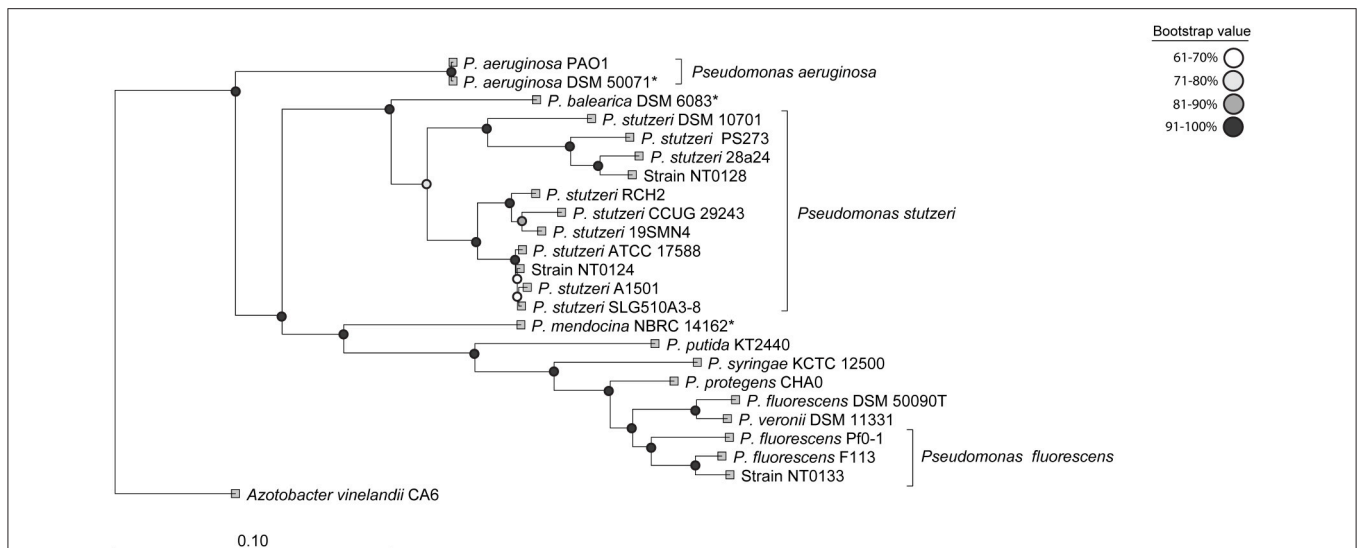 Bootstrap value
61-70%
71-80%
81-90%
91-100%
P. aeruginosa PAO1
P. aeruginosa DSM 50071*
Pseudomonas aeruginosa
P. balearica DSM 6083*
P. stutzeri DSM 10701
P. stutzeri PS273
P. stutzeri 28a24
Strain NT0128
P. stutzeri RCH2
P. stutzeri CCUG 29243
Pseudomonas stutzeri
P. stutzeri 19SMN4
P. stutzeri ATCC 17588
Strain NT0124
P. stutzeri A1501
P. stutzeri SLG510A3-8
P. mendocina NBRC 14162*
P. putida KT2440
P. syringae KCTC 12500
P. protegens CHA0
P. fluorescens DSM 50090T
P. veronii DSM 11331
P. fluorescens Pf0-1
P. fluorescens F113
Pseudomonas fluorescens
Strain NT0133
Azotobacter vinelandii CA6
0.10